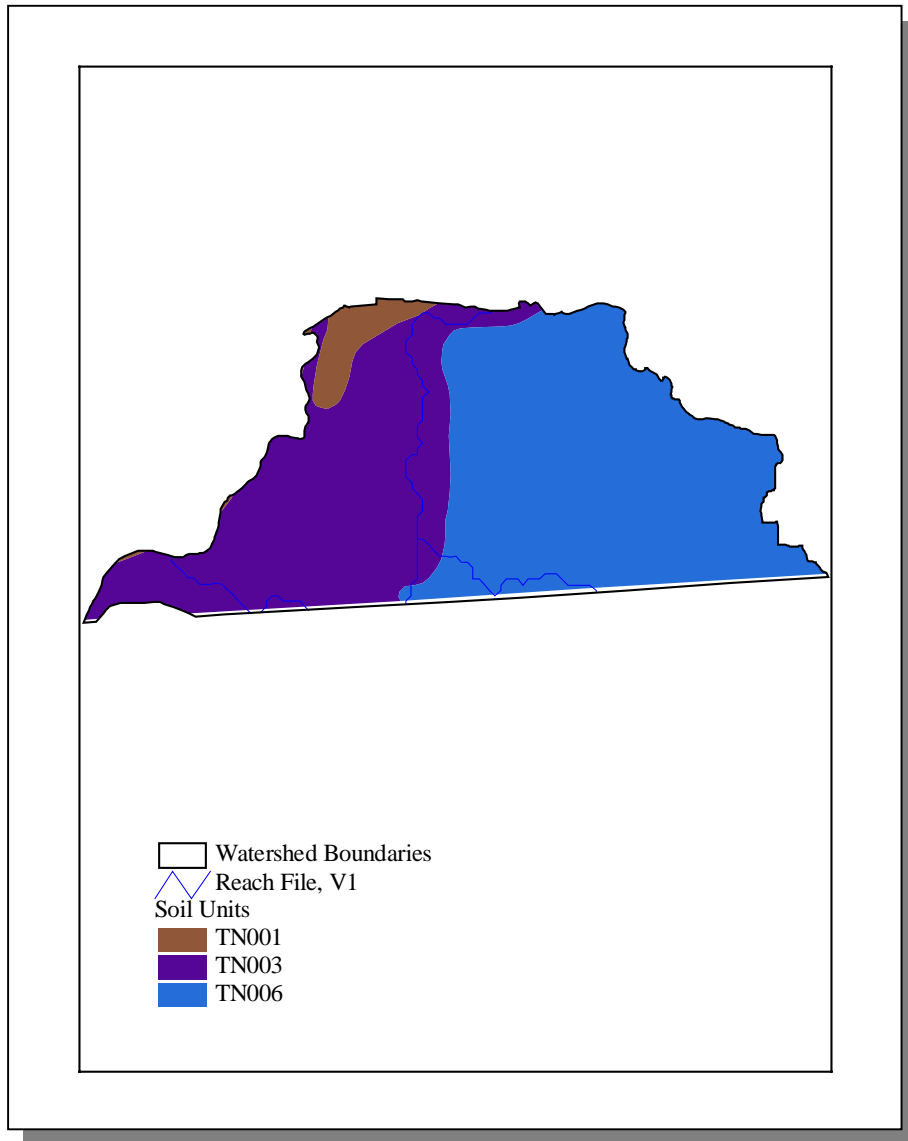 Watershed Boundaries
Reach File, V1
Soil Units
TN001
TN003
TN006